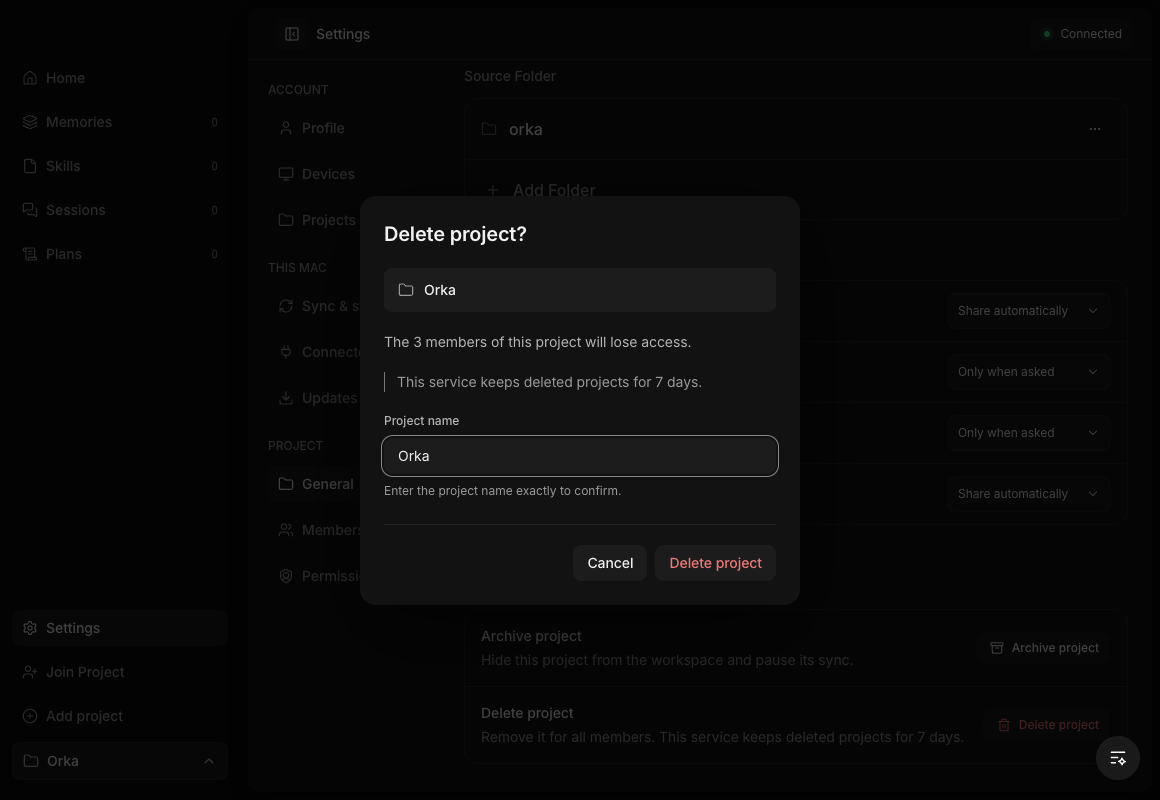 Settings
Connected
Home
Memories 0
Skills 0
Sessions 0
Plans 0
Settings
Join Project
Add project
Orka
ACCOUNT
Profile
Devices
Projects
THIS MAC
Sync & s
Connect
Updates
PROJECT
General
Members
Permissi
Source Folder
orka
Add Folder
Share automatically
Only when asked
Only when asked
Share automatically
Archive project
Hide this project from the workspace and pause its sync.
Archive project
Delete project
Remove it for all members. This service keeps deleted projects for 7 days.
Delete project
Delete project?
Orka
The 3 members of this project will lose access.
This service keeps deleted projects for 7 days.
Project name
Orka
Enter the project name exactly to confirm.
Cancel
Delete project